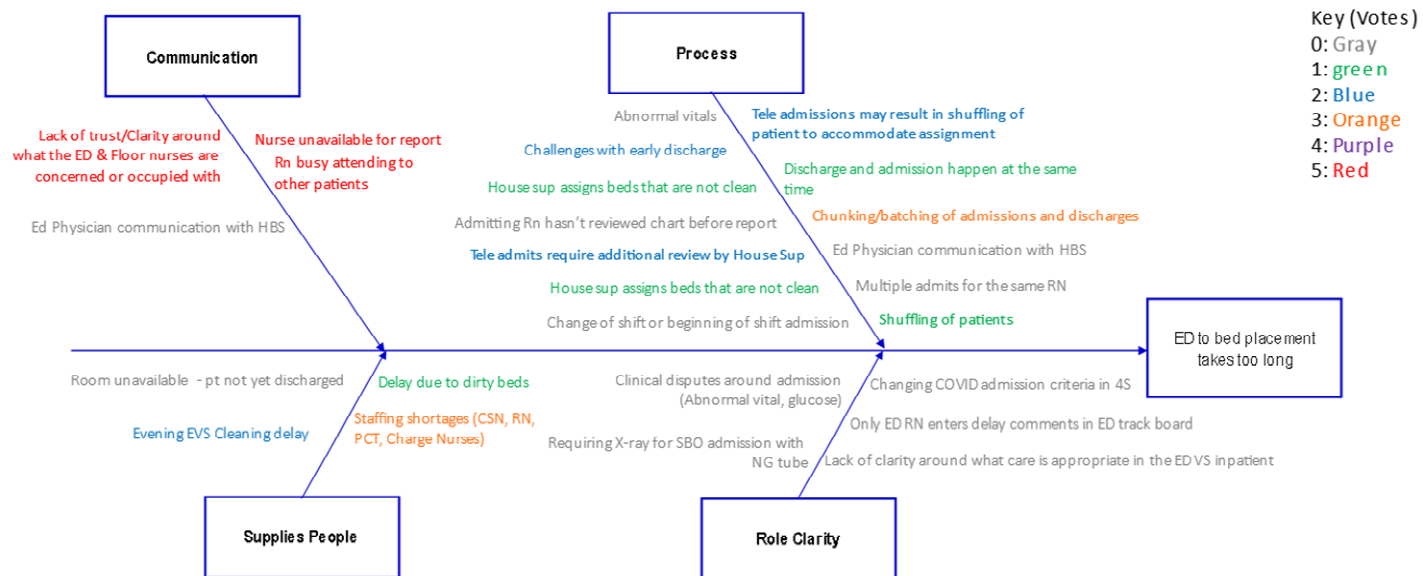 Key (Votes)
0: Gray
1: green
2: Blue
3: Orange
4: Purple
5: Red
Communication
Lack of trust/Clarity around
what the ED & Floor nurses are
concerned or occupied with
Nurse unavailable for report
Rn busy attending to
other patients
Ed Physician communication with HBS
Process
Abnormal vitals
Challenges with early discharge
House sup assigns beds that are not clean
Admitting Rn hasn't reviewed chart before report
Tele admits require additional review by House Sup
House sup assigns beds that are not clean
Change of shift or beginning of shift admission
Tele admissions may result in shuffling of
patient to accommodate assignment
Discharge and admission happen at the same
time
Chunking/batching of admissions and discharges
Ed Physician communication with HBS
Multiple admits for the same RN
Shuffling of patients
ED to bed placement
takes too long
Room unavailable - pt not yet discharged
Evening EVS Cleaning delay
Delay due to dirty beds
Staffing shortages (CSN, RN,
PCT, Charge Nurses)
Supplies People
Clinical disputes around admission
(Abnormal vital, glucose)
Requiring X-ray for SBO admission with
NG tube
Changing COVID admission criteria in 4S
Only ED RN enters delay comments in ED track board
Lack of clarity around what care is appropriate in the ED VS inpatient
Role Clarity